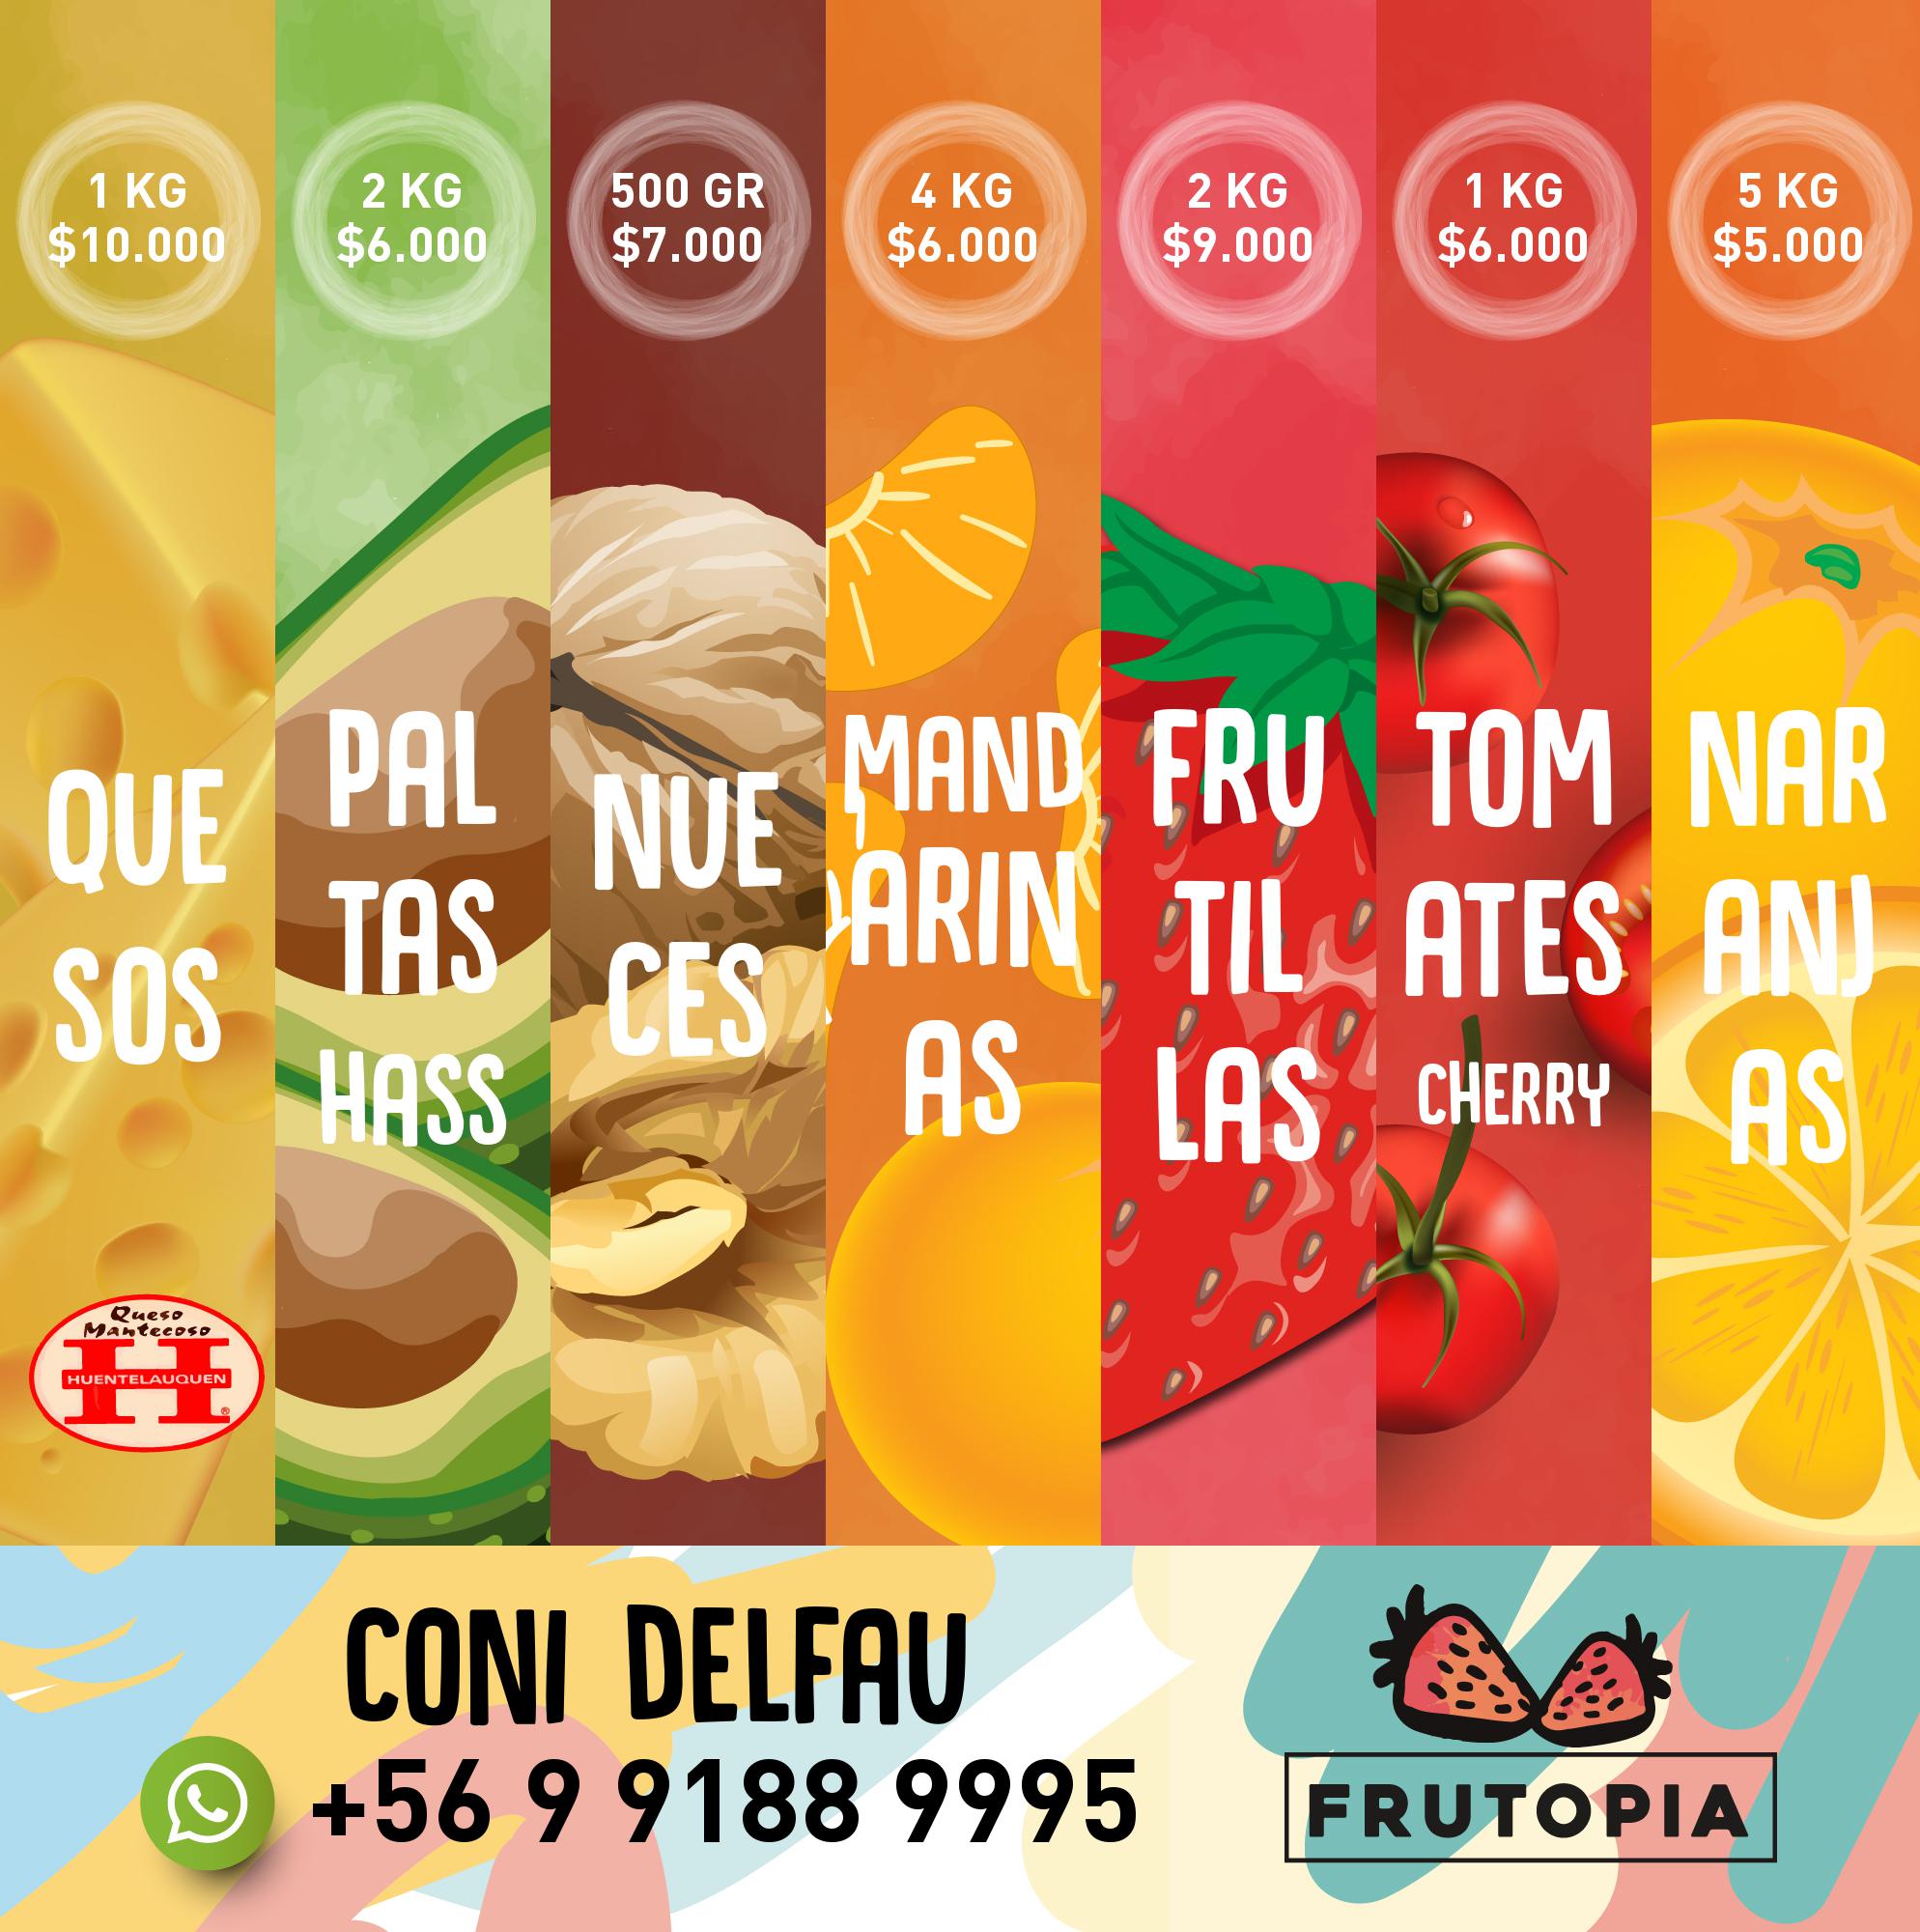 1 KG
$10.000
QUE
SOS
Queso
Mantecoso
HUENTELAUQUEN
H
®
2 KG
$6.000
PAL
TAS
HASS
500 GR
$7.000
NUE
CES
4 KG
$6.000
MAND
ARIN
AS
2 KG
$9.000
FRU
TIL
LAS
1 KG
$6.000
TOM
ATES
CHERRY
5 KG
$5.000
NAR
ANJ
AS
CONI DELFAU
+56 9 9188 9995
FRUTOPIA